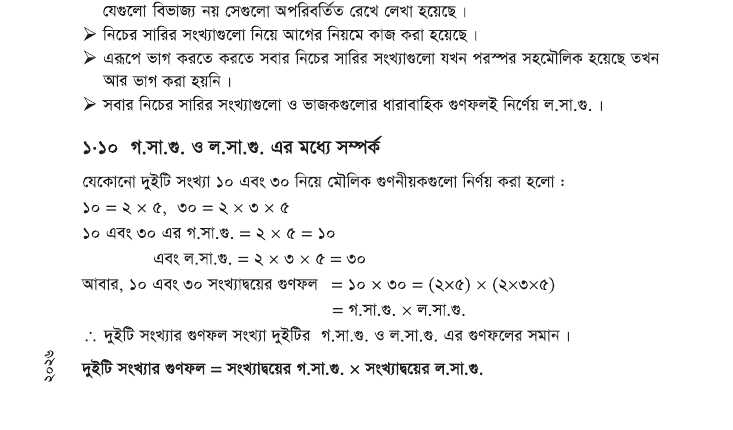 যেগুলো বিভাজ্য নয় সেগুলো অপরিবর্তিত রেখে লেখা হয়েছে।
➢ নিচের সারির সংখ্যাগুলো নিয়ে আগের নিয়মে কাজ করা হয়েছে।
➢ এরূপে ভাগ করতে করতে সবার নিচের সারির সংখ্যাগুলো যখন পরস্পর সহমৌলিক হয়েছে তখন
আর ভাগ করা হয়নি।
➢ সবার নিচের সারির সংখ্যাগুলো ও ভাজকগুলোর ধারাবাহিক গুণফলই নির্ণেয় ল.সা.গু.।
১·১০ গ.সা.গু. ও ল.সা.গু. এর মধ্যে সম্পর্ক
যেকোনো দুইটি সংখ্যা ১০ এবং ৩০ নিয়ে মৌলিক গুণনীয়কগুলো নির্ণয় করা হলো :
১০ = ২ × ৫, ৩০ = ২ × ৩ × ৫
১০ এবং ৩০ এর গ.সা.গু. = ২ × ৫ = ১০
এবং ল.সা.গু. = ২ × ৩ × ৫ = ৩০
আবার, ১০ এবং ৩০ সংখ্যাদ্বয়ের গুণফল = ১০ × ৩০ = (২×৫) × (২×৩×৫)
= গ.সা.গু. × ল.সা.গু.
∴ দুইটি সংখ্যার গুণফল সংখ্যা দুইটির গ.সা.গু. ও ল.সা.গু. এর গুণফলের সমান।
দুইটি সংখ্যার গুণফল = সংখ্যাদ্বয়ের গ.সা.গু. × সংখ্যাদ্বয়ের ল.সা.গু.
২০২৬